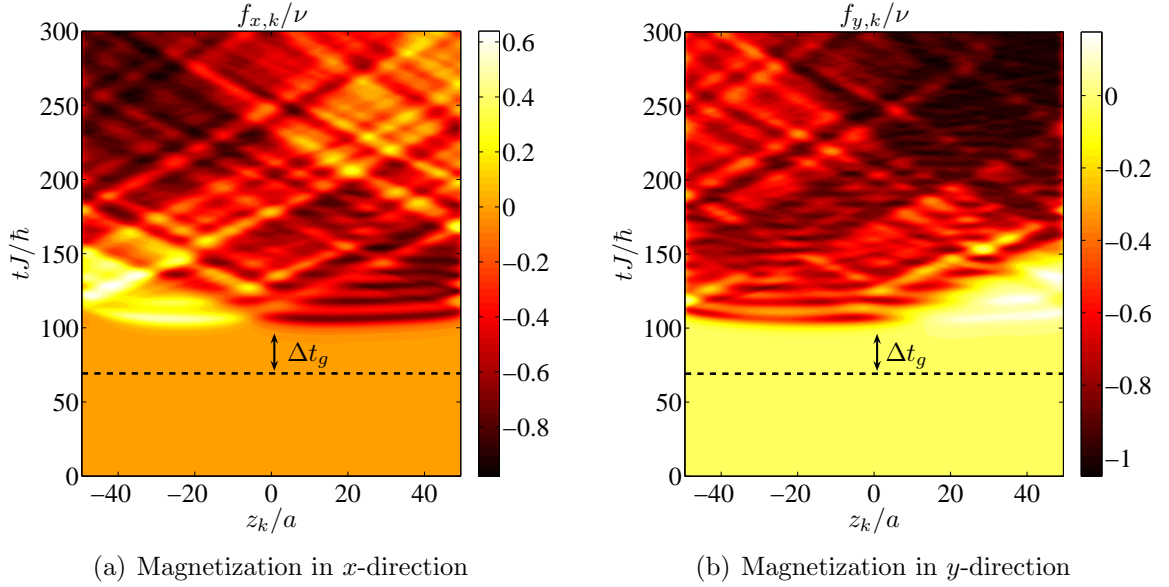 f_{x,k}/ν
300
250
200
150
100
50
0
tJ/ħ
−40 −20 0 20 40
z_k/a
Δt_g
0.6
0.4
0.2
0
−0.2
−0.4
−0.6
−0.8
(a) Magnetization in x-direction
f_{y,k}/ν
300
250
200
150
100
50
0
tJ/ħ
−40 −20 0 20 40
z_k/a
Δt_g
0
−0.2
−0.4
−0.6
−0.8
−1
(b) Magnetization in y-direction